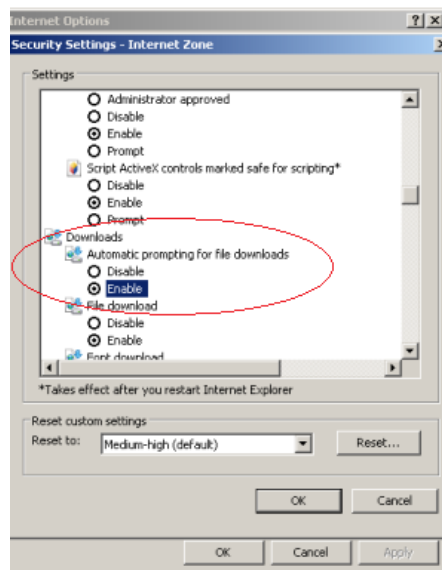 Internet Options
Security Settings - Internet Zone
Settings
Administrator approved
Disable
Enable
Prompt
Script ActiveX controls marked safe for scripting*
Disable
Enable
Prompt
Downloads
Automatic prompting for file downloads
Disable
Enable
File download
Disable
Enable
Font download
*Takes effect after you restart Internet Explorer
Reset custom settings
Reset to: Medium-high (default) Reset...
OK Cancel
OK Cancel Apply